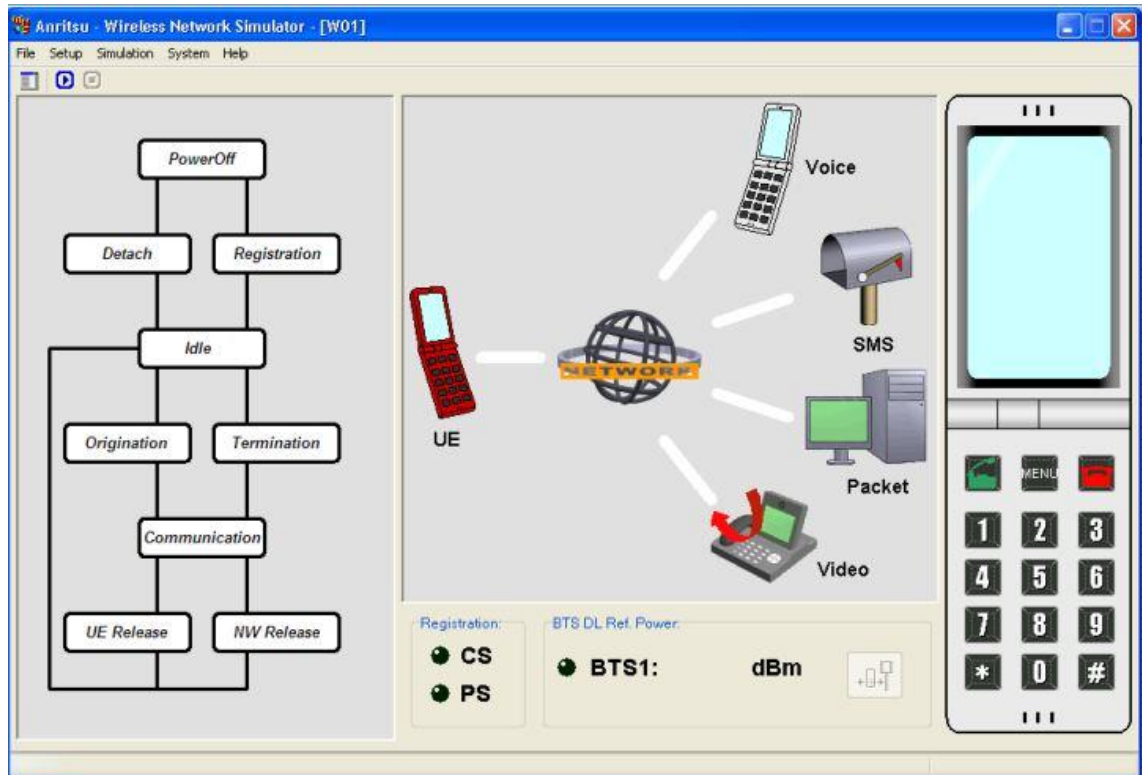 Anritsu - Wireless Network Simulator - [W01]
File Setup Simulation System Help
PowerOff
Detach Registration
Idle
Origination Termination
Communication
UE Release NW Release
Voice
SMS
NETWORK
UE
Packet
Video
Registration:
CS
PS
BTS DL Ref. Power:
BTS1: dBm
MENU
1 2 3
4 5 6
7 8 9
* 0 #